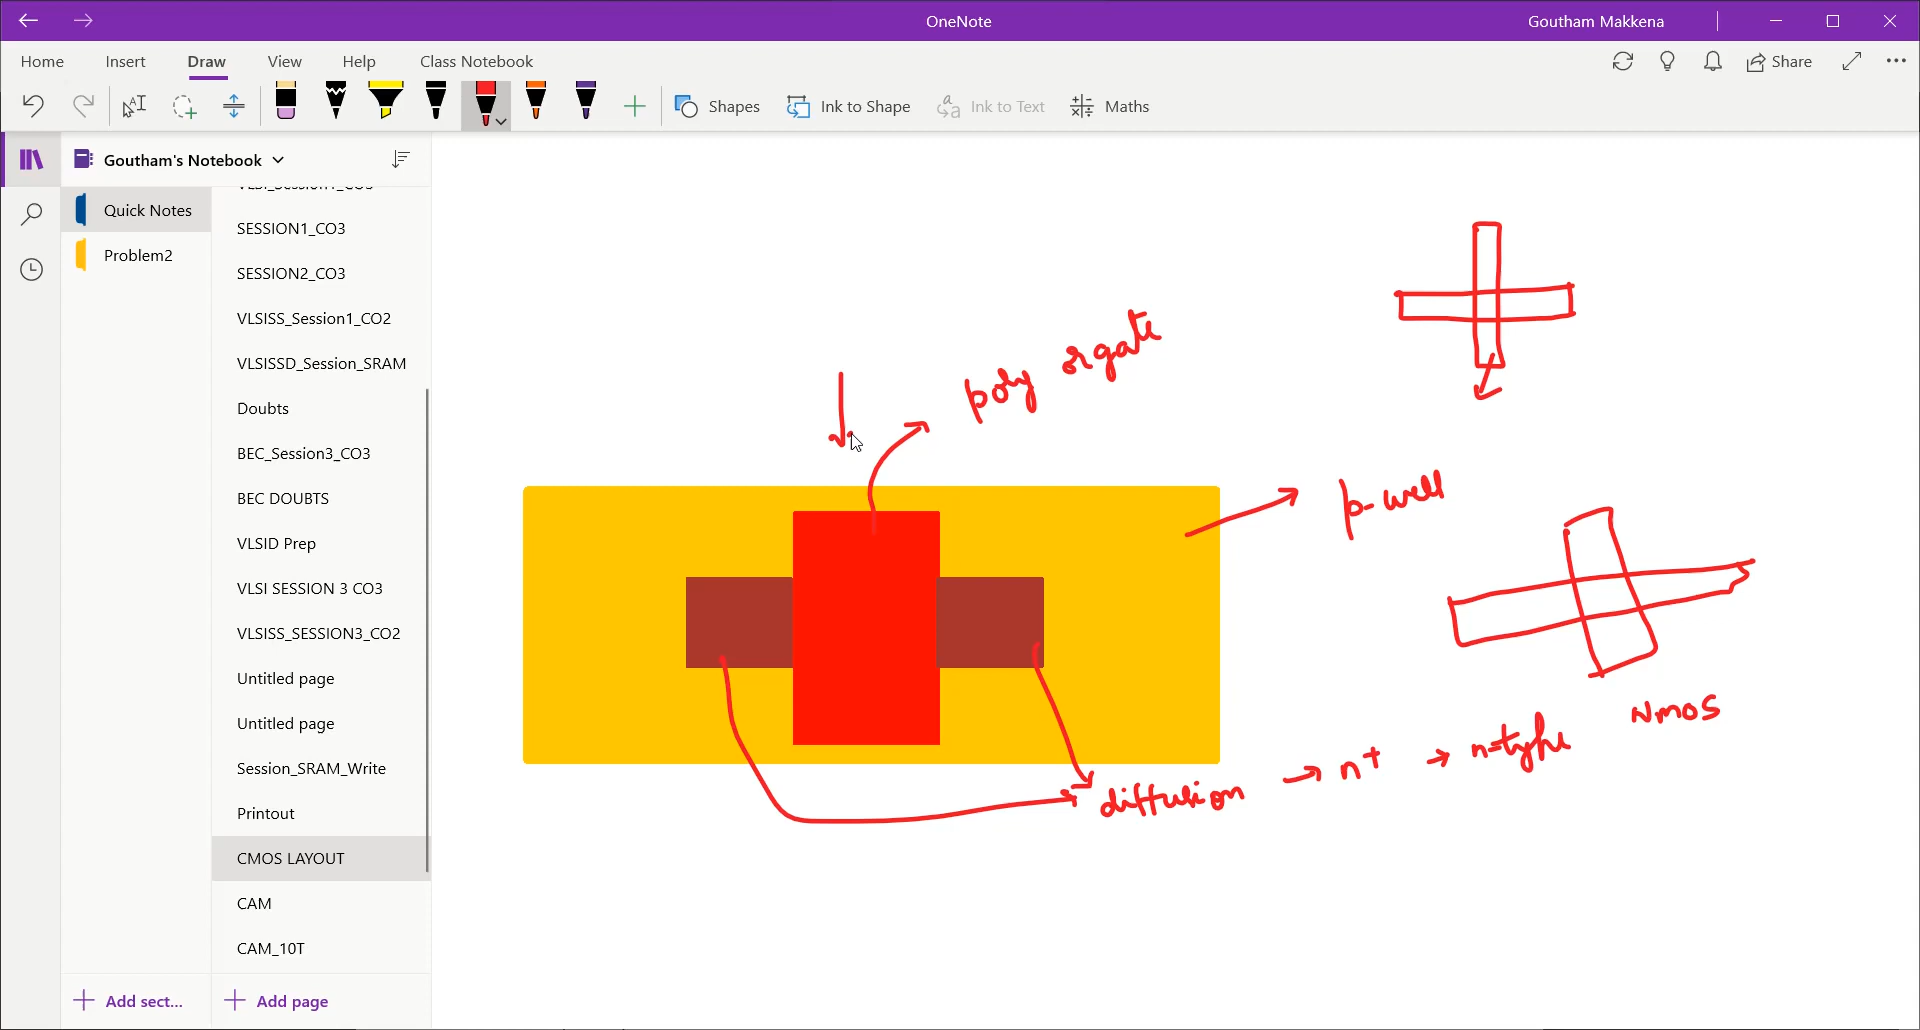 OneNote
Goutham Makkena
Home Insert Draw View Help Class Notebook
Share
Shapes Ink to Shape Ink to Text Maths
Goutham's Notebook
Quick Notes
Problem2
SESSION1_CO3
SESSION2_CO3
VLSISS_Session1_CO2
VLSISSD_Session_SRAM
Doubts
BEC_Session3_CO3
BEC DOUBTS
VLSID Prep
VLSI SESSION 3 CO3
VLSISS_SESSION3_CO2
Untitled page
Untitled page
Session_SRAM_Write
Printout
CMOS LAYOUT
CAM
CAM_10T
Add sect...
Add page
poly or gate
p-well
Nmos
diffusion → n+ → n-type